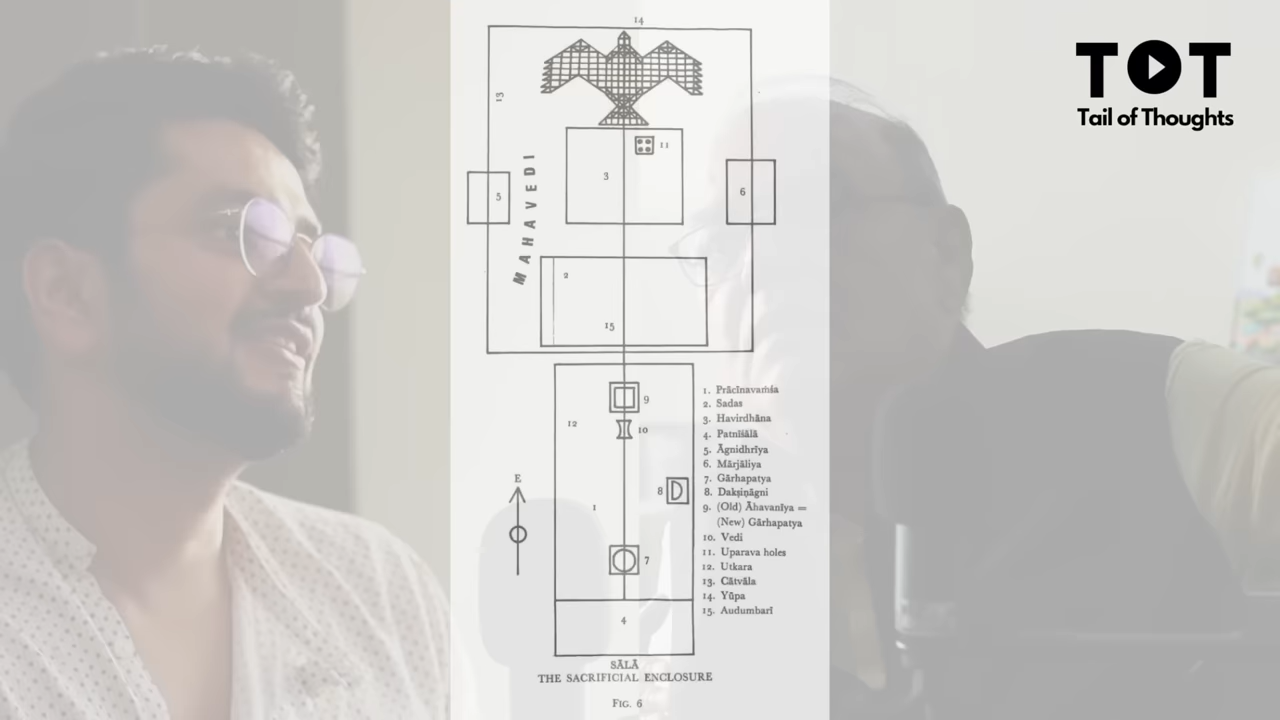 14
13
11
3
5
6
MAHAVEDI
2
15
9
12
10
E
8
1
7
4
1. Prācīnavaṁśa
2. Sadas
3. Havirdhāna
4. Patnīśālā
5. Āgnidhrīya
6. Mārjāliya
7. Gārhapatya
8. Dakṣiṇāgni
9. (Old) Āhavanīya =
(New) Gārhapatya
10. Vedi
11. Uparava holes
12. Utkara
13. Cātvāla
14. Yūpa
15. Audumbarī
SĀLĀ
THE SACRIFICIAL ENCLOSURE
FIG. 6
TOT
Tail of Thoughts